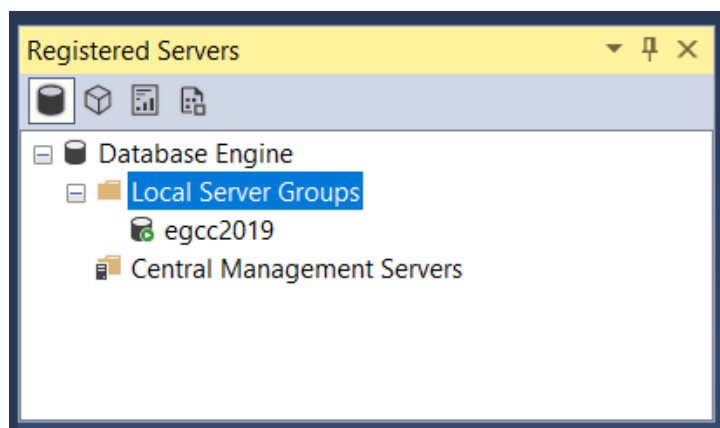 Registered Servers
Database Engine
Local Server Groups
egcc2019
Central Management Servers